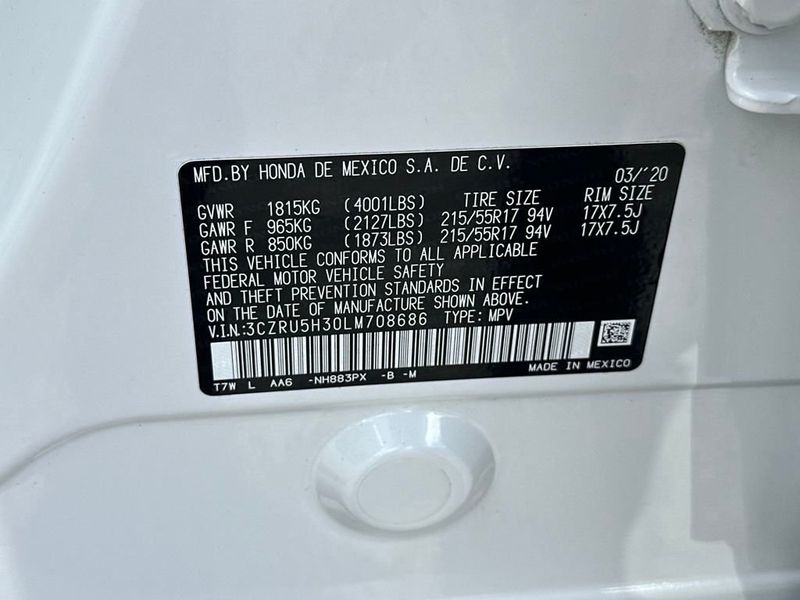 MFD.BY HONDA DE MEXICO S.A. DE C.V. 03/'20
GVWR 1815KG (4001LBS) TIRE SIZE RIM SIZE
GAWR F 965KG (2127LBS) 215/55R17 94V 17X7.5J
GAWR R 850KG (1873LBS) 215/55R17 94V 17X7.5J
THIS VEHICLE CONFORMS TO ALL APPLICABLE
FEDERAL MOTOR VEHICLE SAFETY
AND THEFT PREVENTION STANDARDS IN EFFECT
ON THE DATE OF MANUFACTURE SHOWN ABOVE.
V.I.N:3CZRU5H30LM708686 TYPE: MPV
T7W L AA6 -NH883PX -B -M MADE IN MEXICO